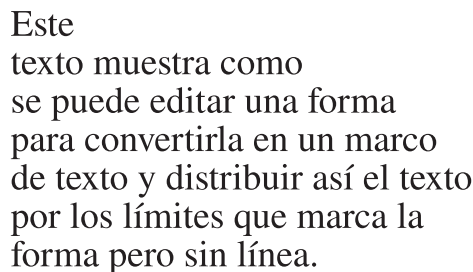 Este
texto muestra como
se puede editar una forma
para convertirla en un marco
de texto y distribuir así el texto
por los límites que marca la
forma pero sin línea.